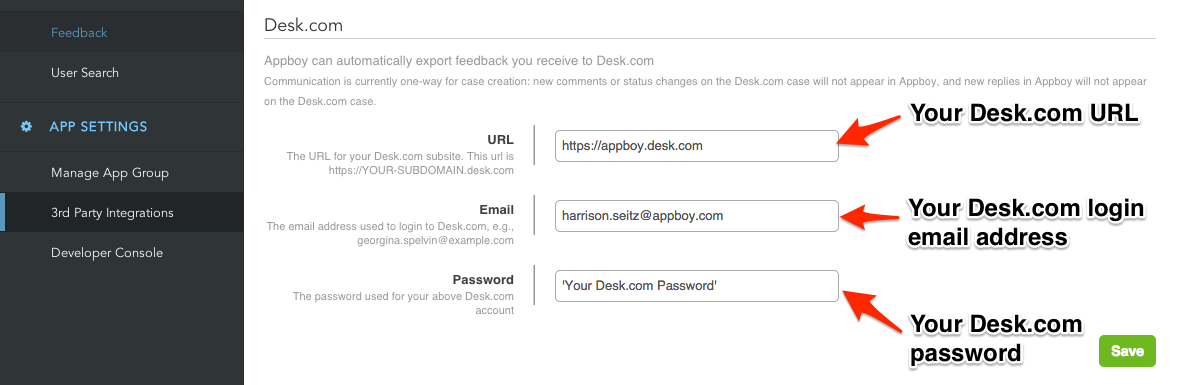 Feedback
User Search
APP SETTINGS
Manage App Group
3rd Party Integrations
Developer Console
Desk.com
Appboy can automatically export feedback you receive to Desk.com
Communication is currently one-way for case creation: new comments or status changes on the Desk.com case will not appear in Appboy, and new replies in Appboy will not appear
on the Desk.com case.
URL
The URL for your Desk.com subsite. This url is
https://YOUR-SUBDOMAIN.desk.com
https://appboy.desk.com
Your Desk.com URL
Email
The email address used to login to Desk.com, e.g.,
georgina.spelvin@example.com
harrison.seitz@appboy.com
Your Desk.com login
email address
Password
The password used for your above Desk.com
account
'Your Desk.com Password'
Your Desk.com
password
Save